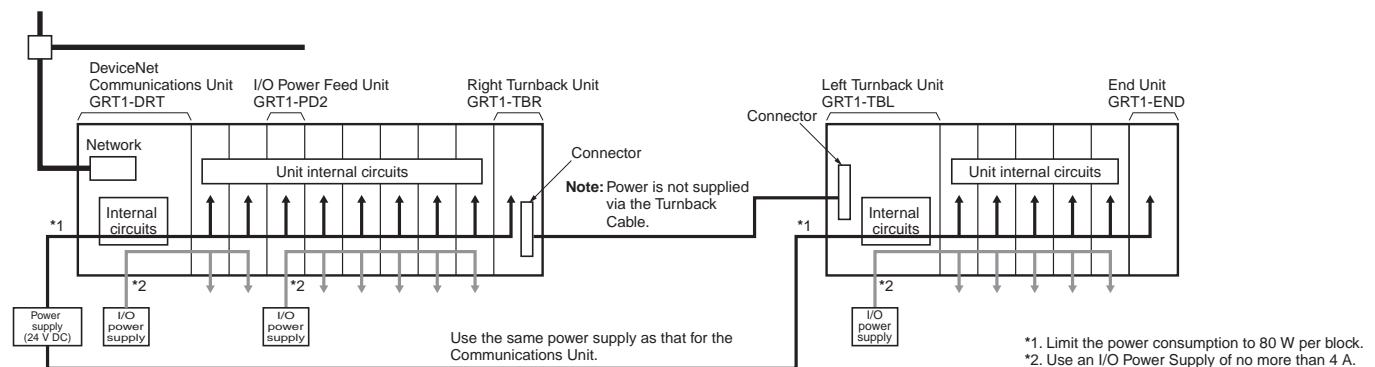 DeviceNet
Communications Unit
GRT1-DRT
I/O Power Feed Unit
GRT1-PD2
Right Turnback Unit
GRT1-TBR
Left Turnback Unit
GRT1-TBL
End Unit
GRT1-END
Connector
Network
Unit internal circuits
Connector
Unit internal circuits
Note: Power is not supplied
via the Turnback
Cable.
Internal
circuits
*1
Internal
circuits
*1
*2
*2
*2
Power
supply
(24 V DC)
I/O
power
supply
I/O
power
supply
I/O
power
supply
Use the same power supply as that for the
Communications Unit.
*1. Limit the power consumption to 80 W per block.
*2. Use an I/O Power Supply of no more than 4 A.